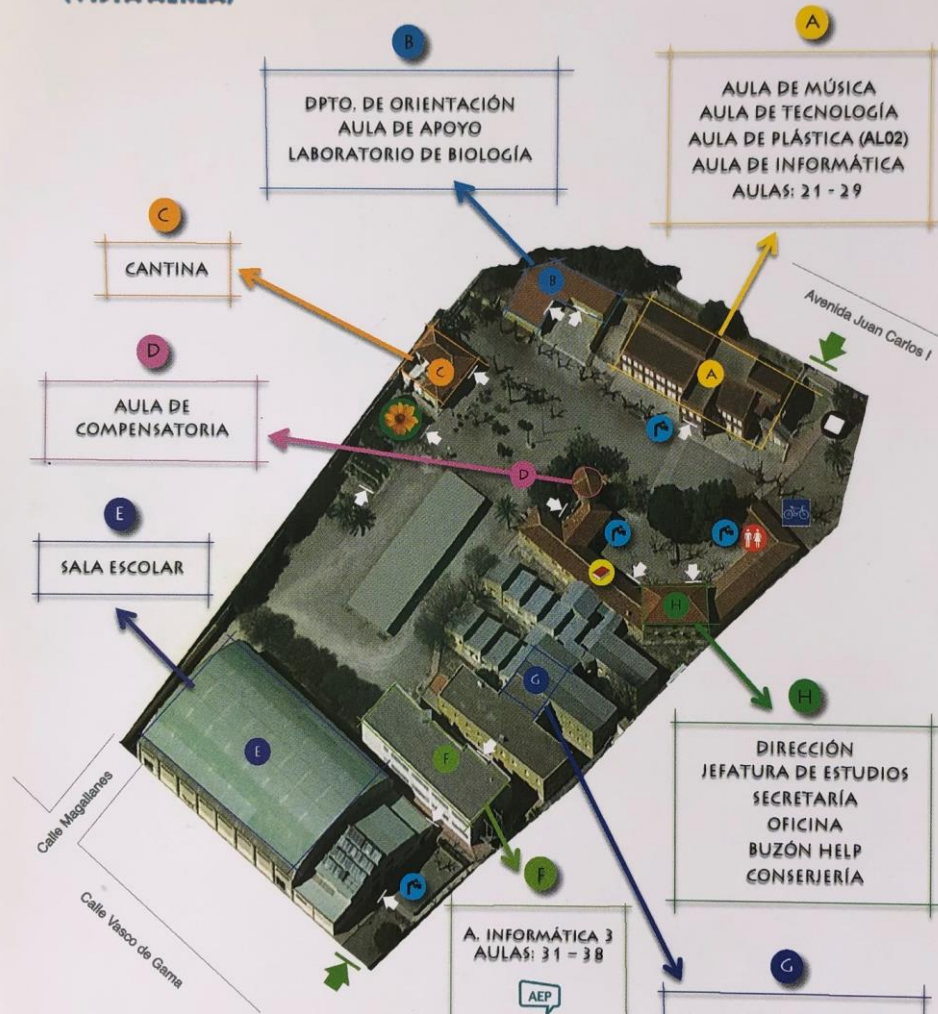 (VISTA AÉREA)
B
DPTO. DE ORIENTACIÓN
AULA DE APOYO
LABORATORIO DE BIOLOGÍA
A
AULA DE MÚSICA
AULA DE TECNOLOGÍA
AULA DE PLÁSTICA (AL02)
AULA DE INFORMÁTICA
AULAS: 21 - 29
C
CANTINA
D
AULA DE
COMPENSATORIA
E
SALA ESCOLAR
Avenida Juan Carlos I
B
A
C
D
H
G
E
F
Calle Magallanes
Calle Vasco de Gama
H
DIRECCIÓN
JEFATURA DE ESTUDIOS
SECRETARÍA
OFICINA
BUZÓN HELP
CONSERJERÍA
F
A. INFORMÁTICA 3
AULAS: 31 - 38
AEP
G